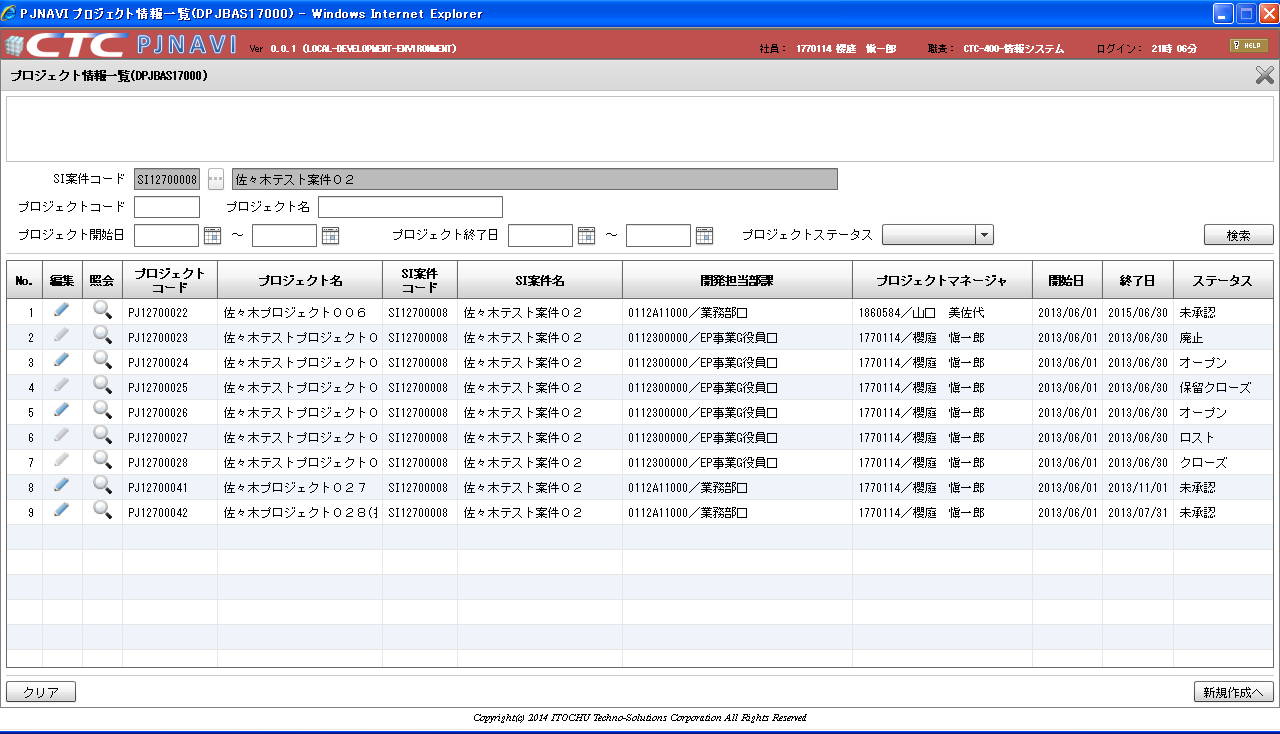 PJNAVI プロジェクト情報一覧(DPJBAS17000) - Windows Internet Explorer
CTC PJNAVI Ver 0.0.1 (LOCAL-DEVELOPMENT-ENVIRONMENT) 社員： 1770114 櫻庭　愼一郎 職責： CTC-400-情報システム ログイン： 21時 06分 ? HELP
プロジェクト情報一覧(DPJBAS17000)
SI案件コード SI12700008 ... 佐々木テスト案件０２
プロジェクトコード プロジェクト名
プロジェクト開始日 ～ プロジェクト終了日 ～ プロジェクトステータス 検索
No. 編集 照会 プロジェクトコード プロジェクト名 SI案件コード SI案件名 開発担当部課 プロジェクトマネージャ 開始日 終了日 ステータス
1 PJ12700022 佐々木プロジェクト００６ SI12700008 佐々木テスト案件０２ 0112A11000／業務部□ 1860584／山口　美佐代 2013/06/01 2015/06/30 未承認
2 PJ12700023 佐々木テストプロジェクト０ SI12700008 佐々木テスト案件０２ 0112300000／EP事業G役員□ 1770114／櫻庭　愼一郎 2013/06/01 2013/06/30 廃止
3 PJ12700024 佐々木テストプロジェクト０ SI12700008 佐々木テスト案件０２ 0112300000／EP事業G役員□ 1770114／櫻庭　愼一郎 2013/06/01 2013/06/30 オープン
4 PJ12700025 佐々木テストプロジェクト０ SI12700008 佐々木テスト案件０２ 0112300000／EP事業G役員□ 1770114／櫻庭　愼一郎 2013/06/01 2013/06/30 保留クローズ
5 PJ12700026 佐々木テストプロジェクト０ SI12700008 佐々木テスト案件０２ 0112300000／EP事業G役員□ 1770114／櫻庭　愼一郎 2013/06/01 2013/06/30 オープン
6 PJ12700027 佐々木テストプロジェクト０ SI12700008 佐々木テスト案件０２ 0112300000／EP事業G役員□ 1770114／櫻庭　愼一郎 2013/06/01 2013/06/30 ロスト
7 PJ12700028 佐々木テストプロジェクト０ SI12700008 佐々木テスト案件０２ 0112300000／EP事業G役員□ 1770114／櫻庭　愼一郎 2013/06/01 2013/06/30 クローズ
8 PJ12700041 佐々木プロジェクト０２７ SI12700008 佐々木テスト案件０２ 0112A11000／業務部□ 1770114／櫻庭　愼一郎 2013/06/01 2013/11/01 未承認
9 PJ12700042 佐々木プロジェクト０２８( SI12700008 佐々木テスト案件０２ 0112A11000／業務部□ 1770114／櫻庭　愼一郎 2013/06/01 2013/07/31 未承認
クリア 新規作成へ
Copyright(c) 2014 ITOCHU Techno-Solutions Corporation All Rights Reserved